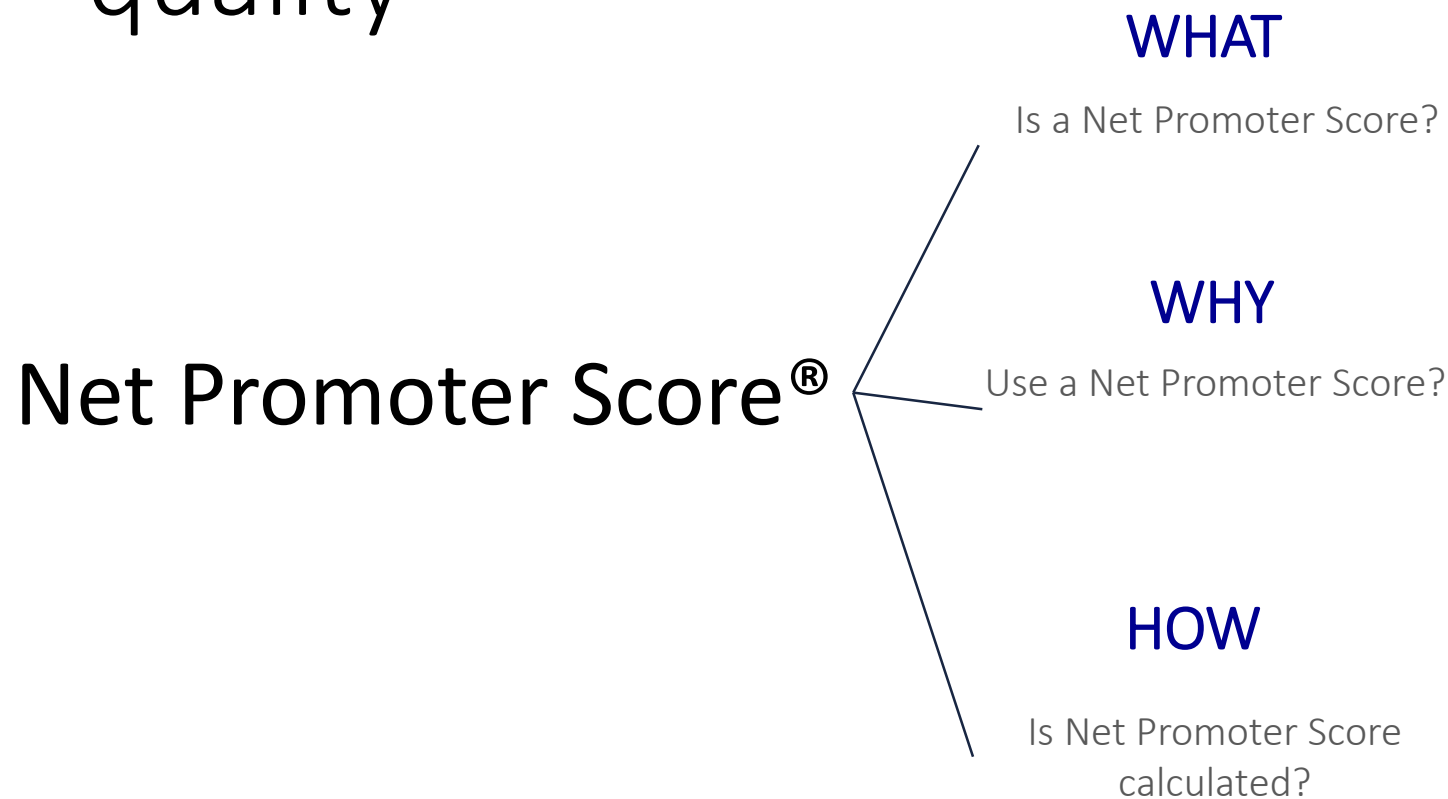 quality
WHAT
Is a Net Promoter Score?
WHY
Net Promoter Score®
Use a Net Promoter Score?
HOW
Is Net Promoter Score
calculated?